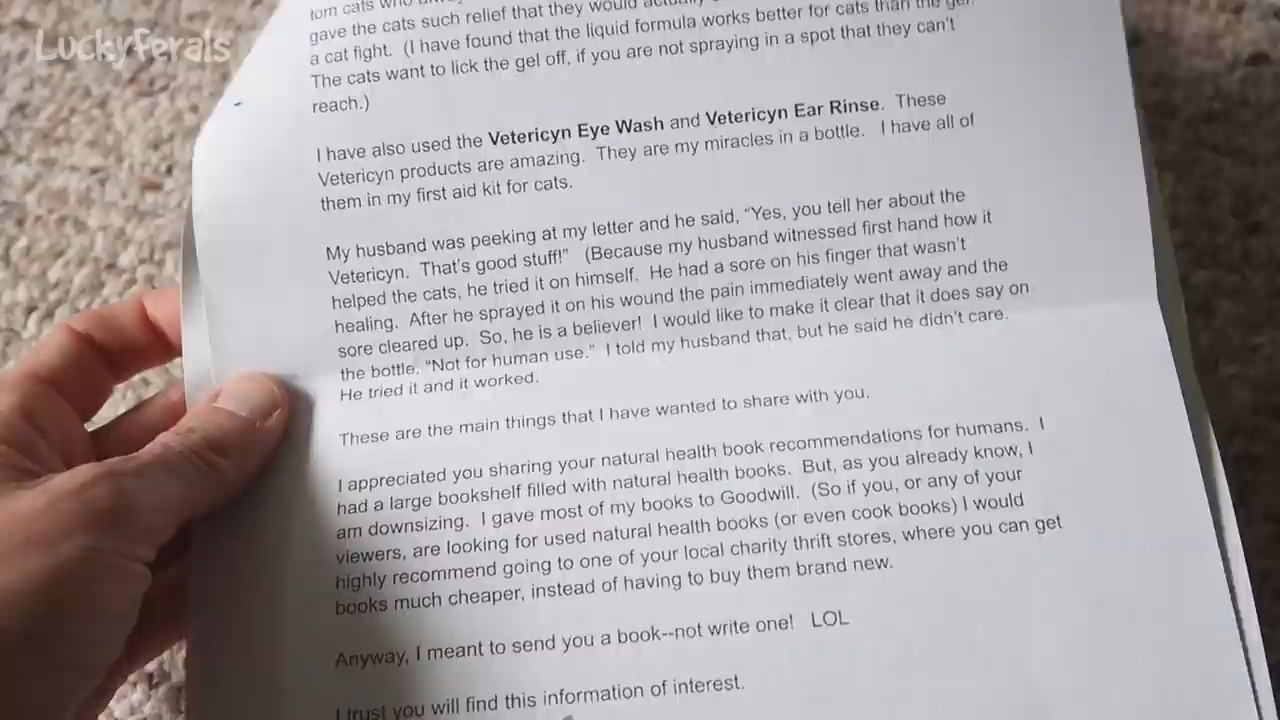 LuckyFerals
tom cats who
gave the cats such relief that they would actually
a cat fight. (I have found that the liquid formula works better for cats than the gel.
The cats want to lick the gel off, if you are not spraying in a spot that they can't
reach.)
I have also used the Vetericyn Eye Wash and Vetericyn Ear Rinse. These
Vetericyn products are amazing. They are my miracles in a bottle. I have all of
them in my first aid kit for cats.
My husband was peeking at my letter and he said, "Yes, you tell her about the
Vetericyn. That's good stuff!" (Because my husband witnessed first hand how it
helped the cats, he tried it on himself. He had a sore on his finger that wasn't
healing. After he sprayed it on his wound the pain immediately went away and the
sore cleared up. So, he is a believer! I would like to make it clear that it does say on
the bottle, "Not for human use." I told my husband that, but he said he didn't care.
He tried it and it worked.
These are the main things that I have wanted to share with you.
I appreciated you sharing your natural health book recommendations for humans. I
had a large bookshelf filled with natural health books. But, as you already know, I
am downsizing. I gave most of my books to Goodwill. (So if you, or any of your
viewers, are looking for used natural health books (or even cook books) I would
highly recommend going to one of your local charity thrift stores, where you can get
books much cheaper, instead of having to buy them brand new.
Anyway, I meant to send you a book--not write one! LOL
I trust you will find this information of interest.